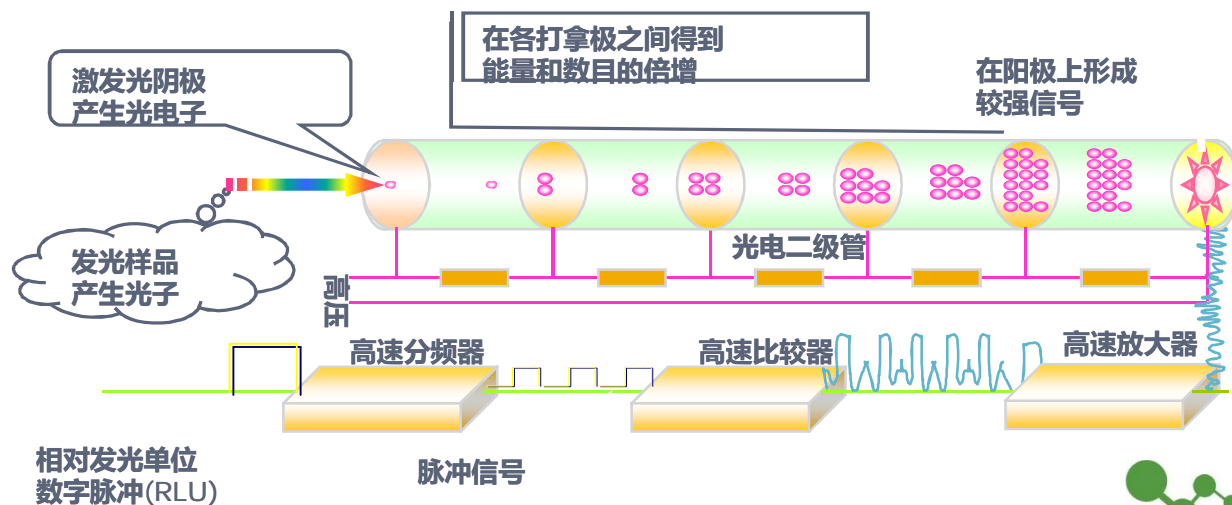 在各打拿极之间得到
能量和数目的倍增
激发光阴极
产生光电子
在阳极上形成
较强信号
发光样品
产生光子
光电二级管
高压
高速分频器
高速比较器
高速放大器
相对发光单位
数字脉冲(RLU)
脉冲信号